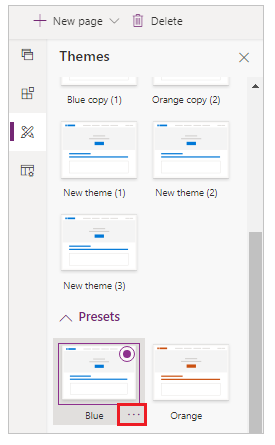 New page Delete
Themes
Blue copy (1) Orange copy (2)
New theme (1) New theme (2)
New theme (3)
Presets
Blue ... Orange